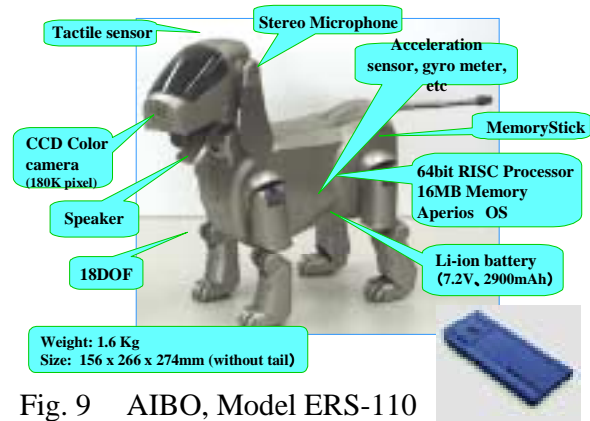 Tactile sensor
Stereo Microphone
Acceleration
sensor, gyro meter,
etc
MemoryStick
CCD Color
camera
(180K pixel)
64bit RISC Processor
16MB Memory
Aperios OS
Speaker
18DOF
Li-ion battery
(7.2V、2900mAh)
Weight: 1.6 Kg
Size: 156 x 266 x 274mm (without tail)
Fig. 9 AIBO, Model ERS-110